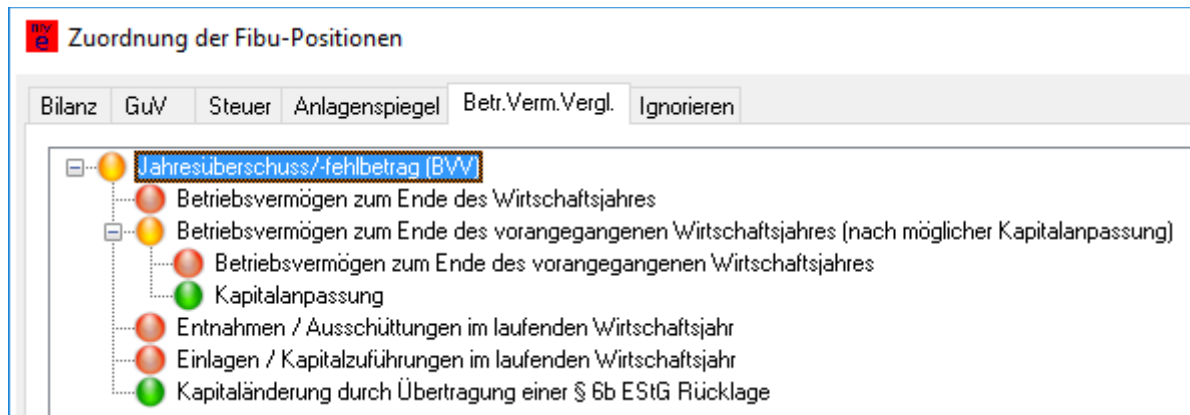 Zuordnung der Fibu-Positionen
Bilanz GuV Steuer Anlagenspiegel Betr.Verm.Vergl. Ignorieren
Jahresüberschuss/-fehlbetrag (BVV)
Betriebsvermögen zum Ende des Wirtschaftsjahres
Betriebsvermögen zum Ende des vorangegangenen Wirtschaftsjahres (nach möglicher Kapitalanpassung)
Betriebsvermögen zum Ende des vorangegangenen Wirtschaftsjahres
Kapitalanpassung
Entnahmen / Ausschüttungen im laufenden Wirtschaftsjahr
Einlagen / Kapitalzuführungen im laufenden Wirtschaftsjahr
Kapitaländerung durch Übertragung einer § 6b EStG Rücklage